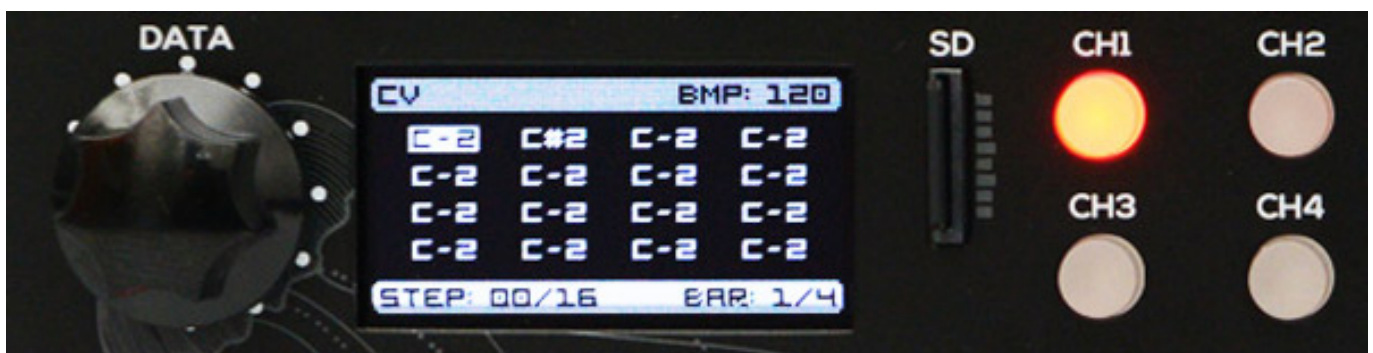 DATA
SD CH1 CH2
CV BMP: 120
C-2 C#2 C-2 C-2
C-2 C-2 C-2 C-2
C-2 C-2 C-2 C-2
C-2 C-2 C-2 C-2
STEP: 00/16 BAR: 1/4
CH3 CH4